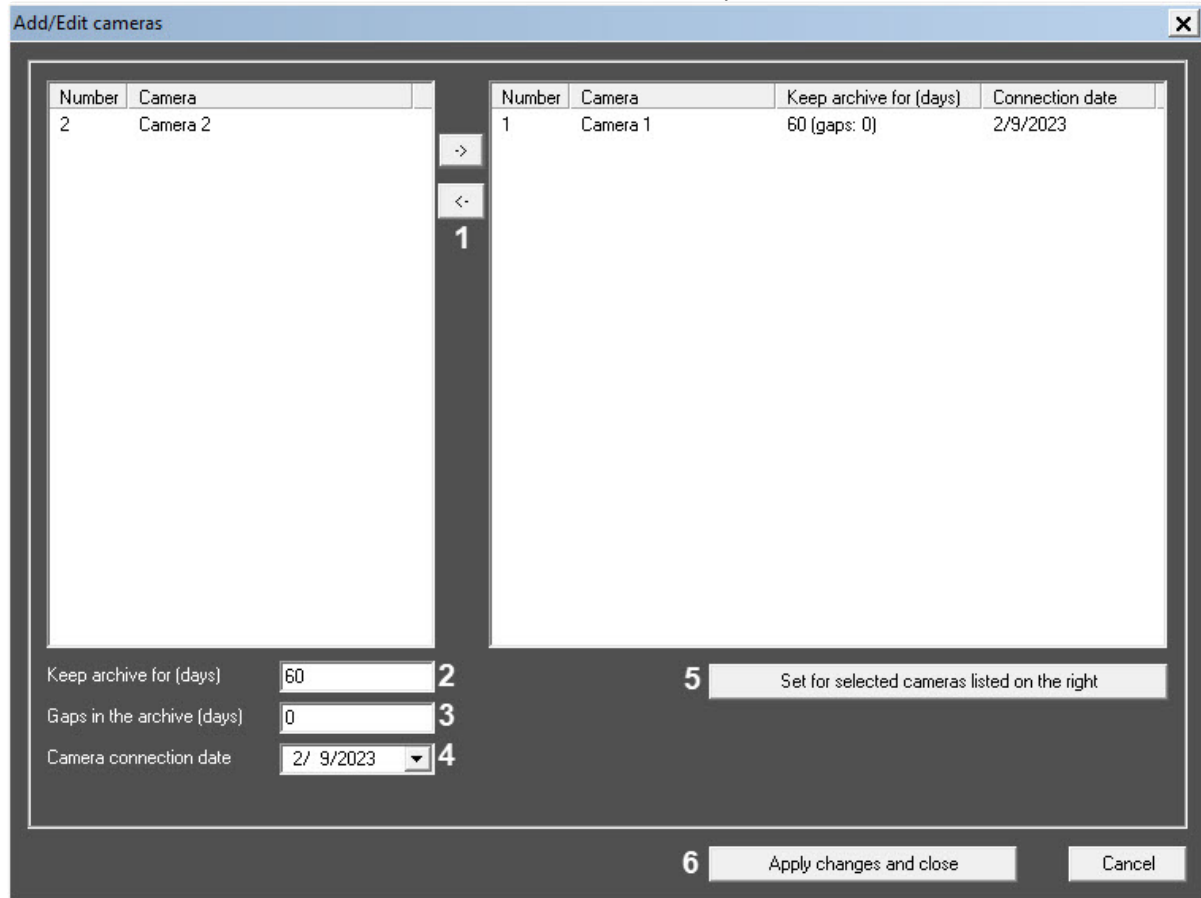 Add/Edit cameras
Number Camera
2 Camera 2
->
<-
1
Number Camera Keep archive for (days) Connection date
1 Camera 1 60 (gaps: 0) 2/9/2023
Keep archive for (days) 60 2
Gaps in the archive (days) 0 3
Camera connection date 2/ 9/2023 4
5 Set for selected cameras listed on the right
6 Apply changes and close Cancel